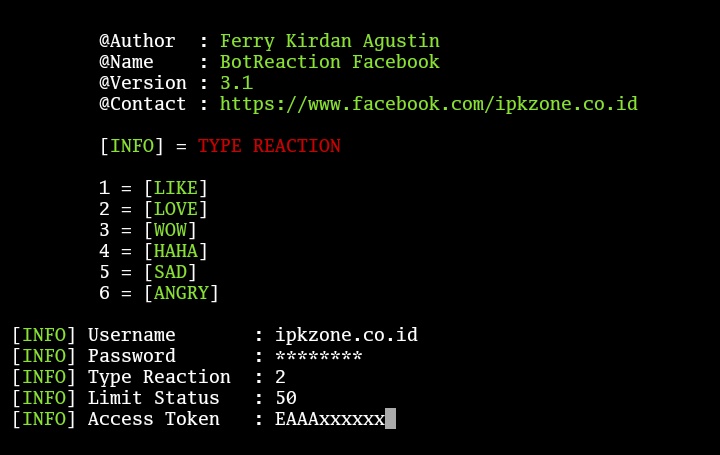 @Author : Ferry Kirdan Agustin
@Name : BotReaction Facebook
@Version : 3.1
@Contact : https://www.facebook.com/ipkzone.co.id
[INFO] = TYPE REACTION
1 = [LIKE]
2 = [LOVE]
3 = [WOW]
4 = [HAHA]
5 = [SAD]
6 = [ANGRY]
[INFO] Username : ipkzone.co.id
[INFO] Password : ********
[INFO] Type Reaction : 2
[INFO] Limit Status : 50
[INFO] Access Token : EAAAxxxxxx